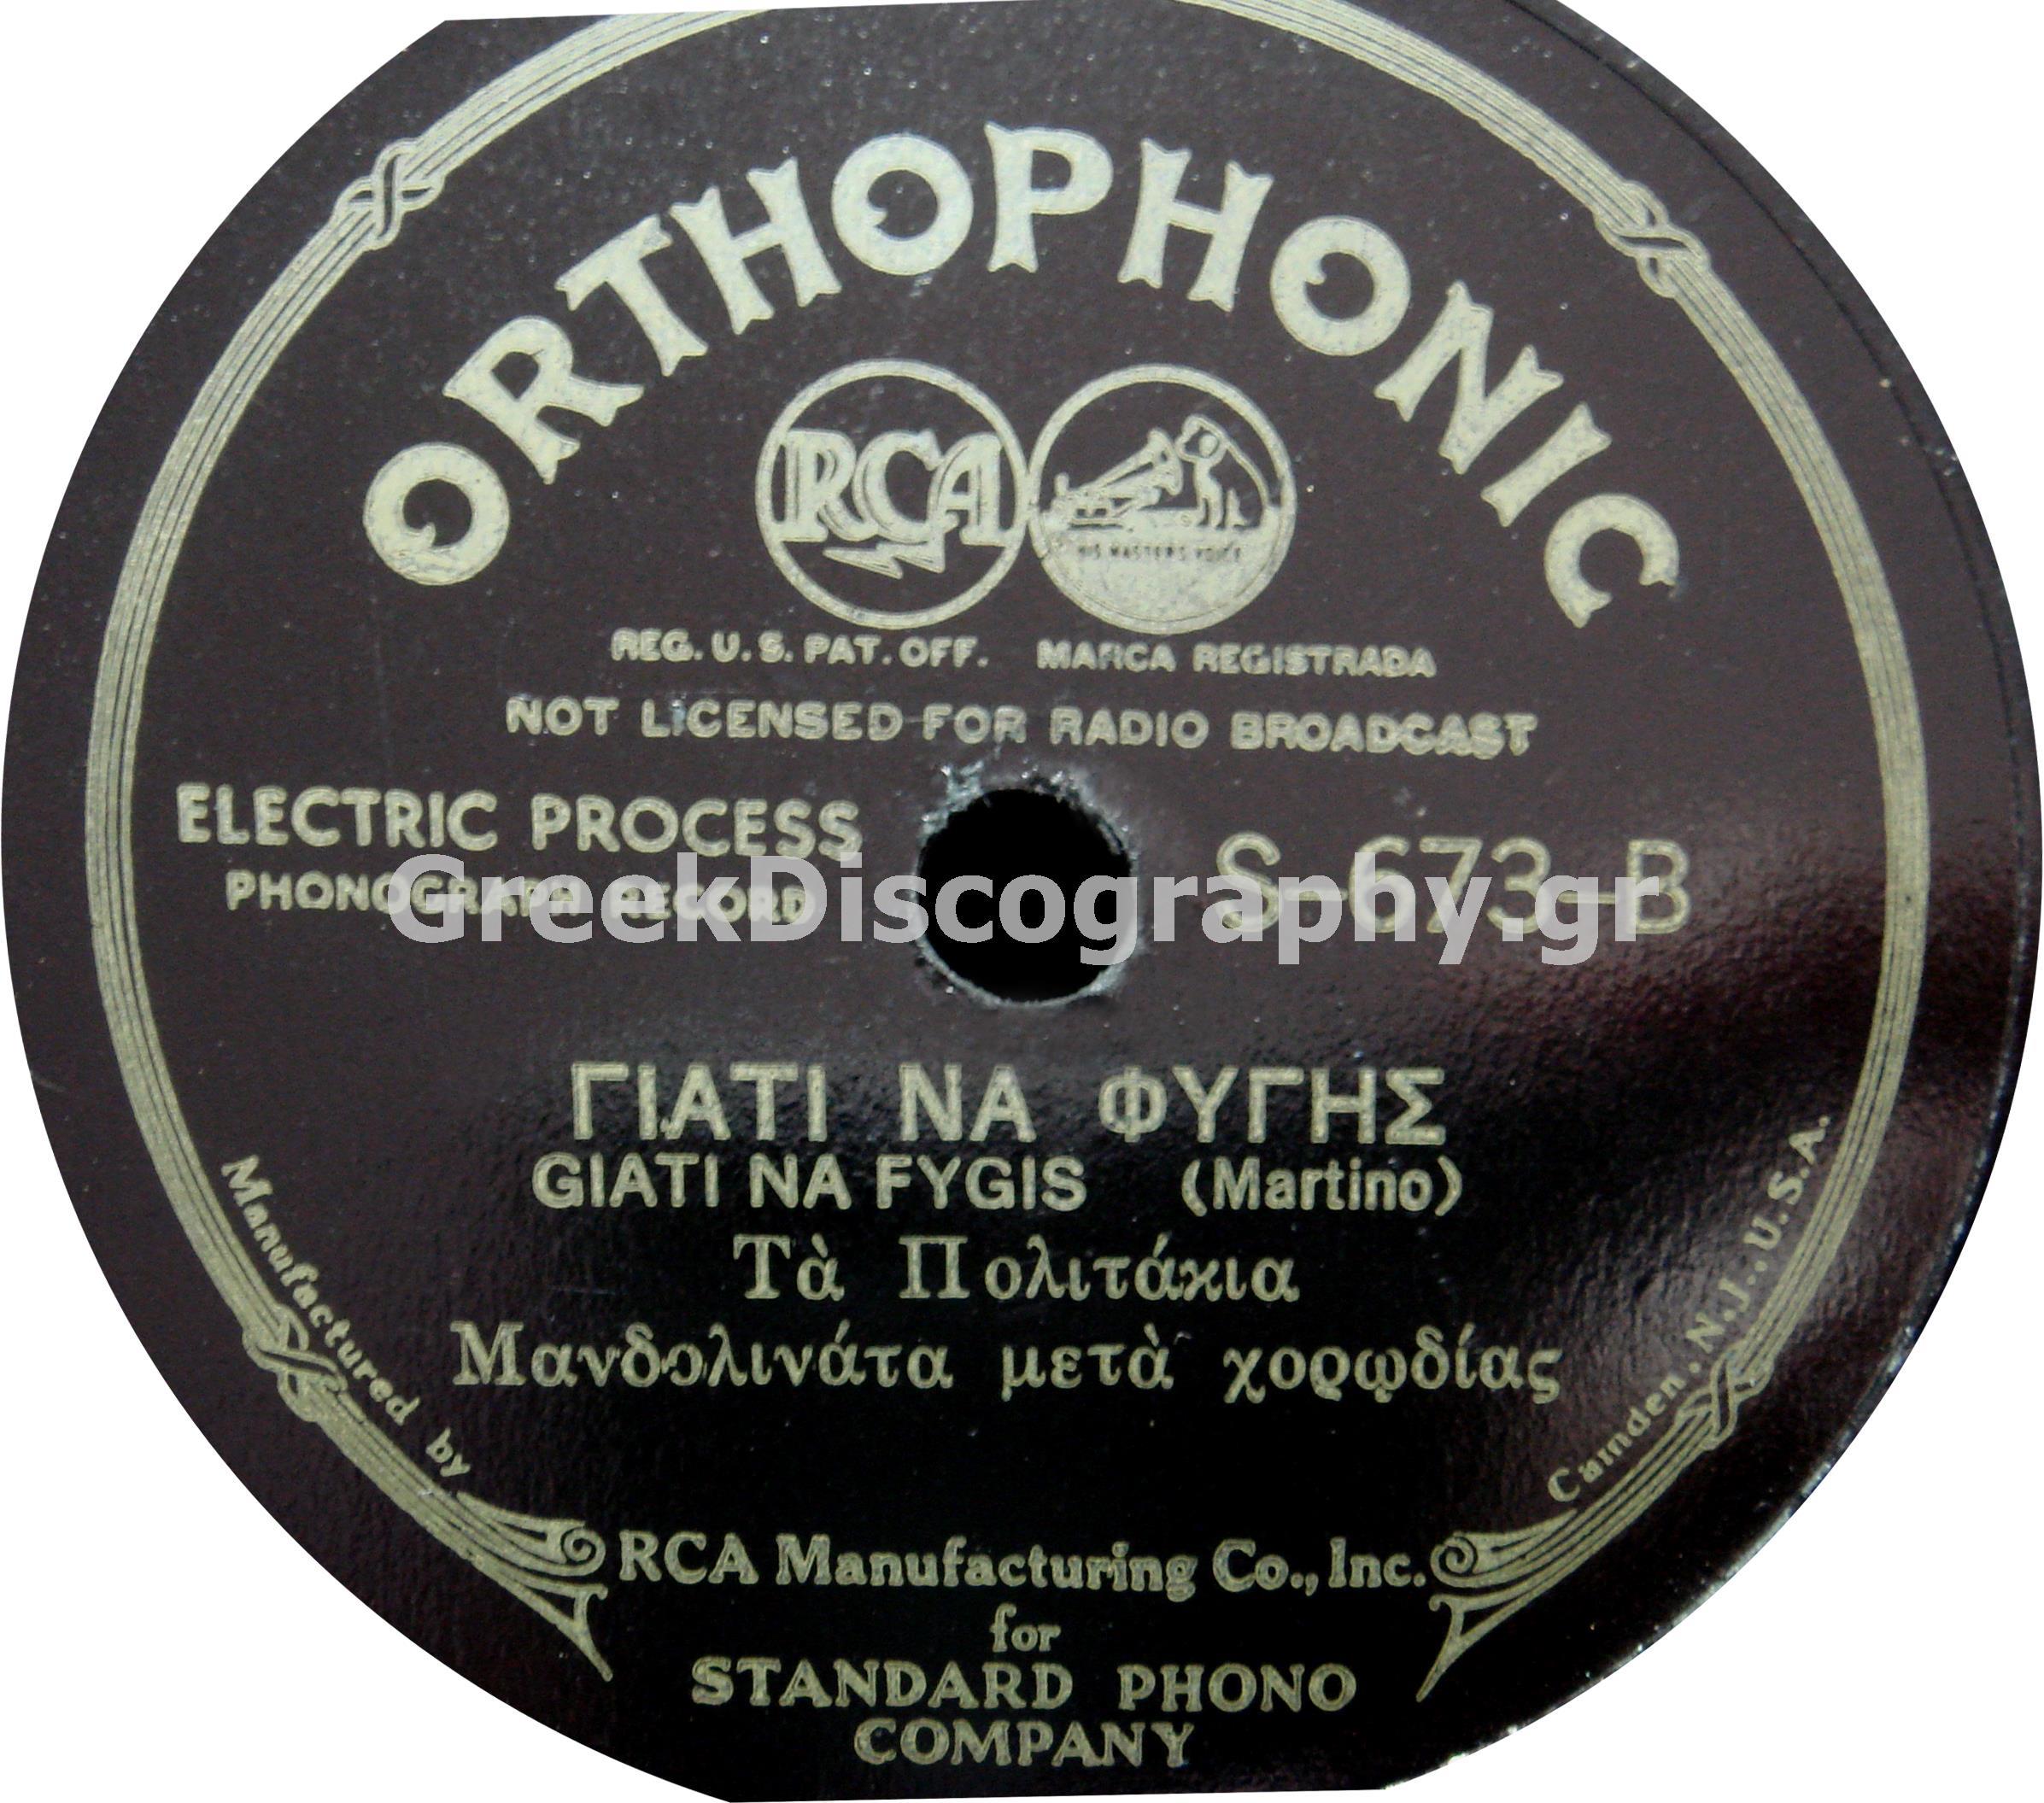 ORTHOPHONIC
RCA
HIS MASTER'S VOICE
REG. U.S. PAT. OFF. MARCA REGISTRADA
NOT LICENSED FOR RADIO BROADCAST
ELECTRIC PROCESS
PHONOGRAPH RECORD
S-673-B
GreekDiscography.gr
ΓΙΑΤΙ ΝΑ ΦΥΓΗΣ
GIATI NA FYGIS (Martino)
Τὰ Πολιτάκια
Μανδολινάτα μετὰ χορῳδίας
Manufactured by
RCA Manufacturing Co., Inc.
Camden, N.J., U.S.A.
for
STANDARD PHONO
COMPANY